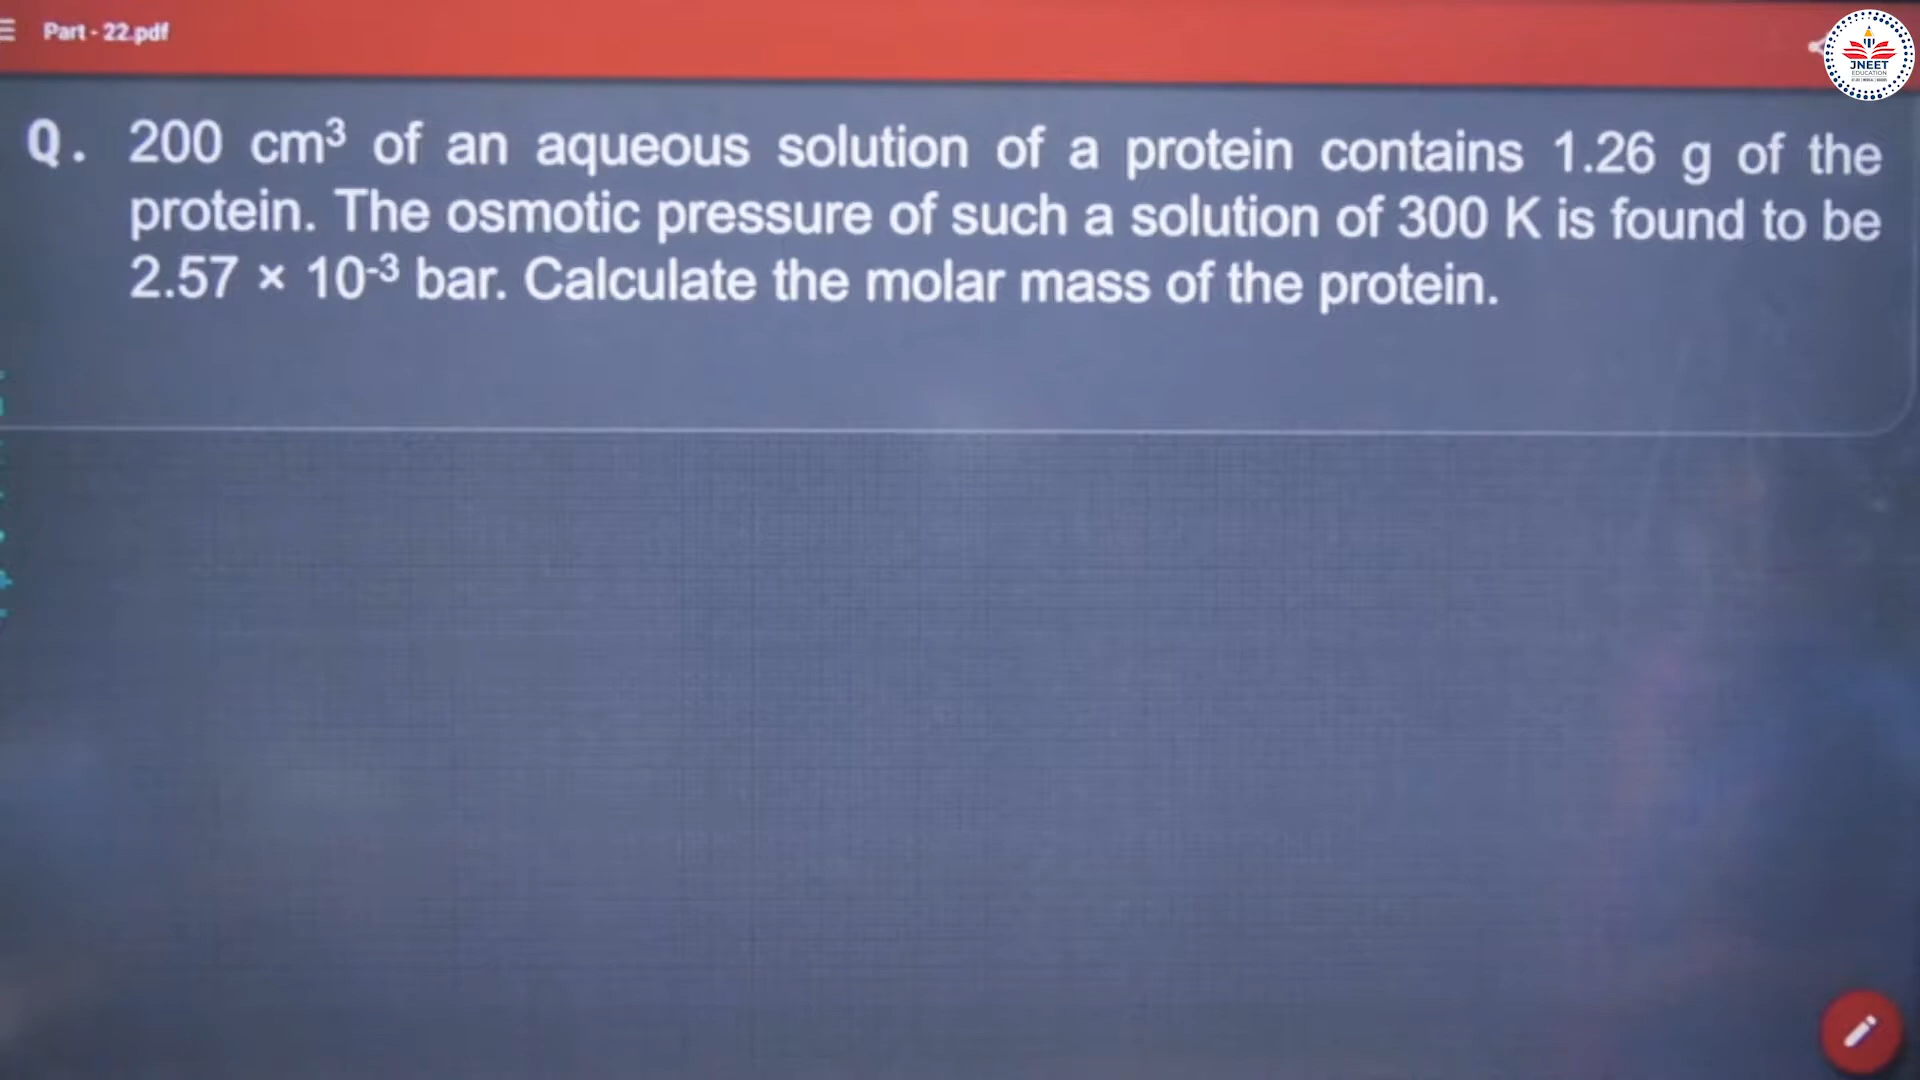 Part - 22.pdf
JNEET
EDUCATION
Q. 200 cm³ of an aqueous solution of a protein contains 1.26 g of the
protein. The osmotic pressure of such a solution of 300 K is found to be
2.57 × 10⁻³ bar. Calculate the molar mass of the protein.